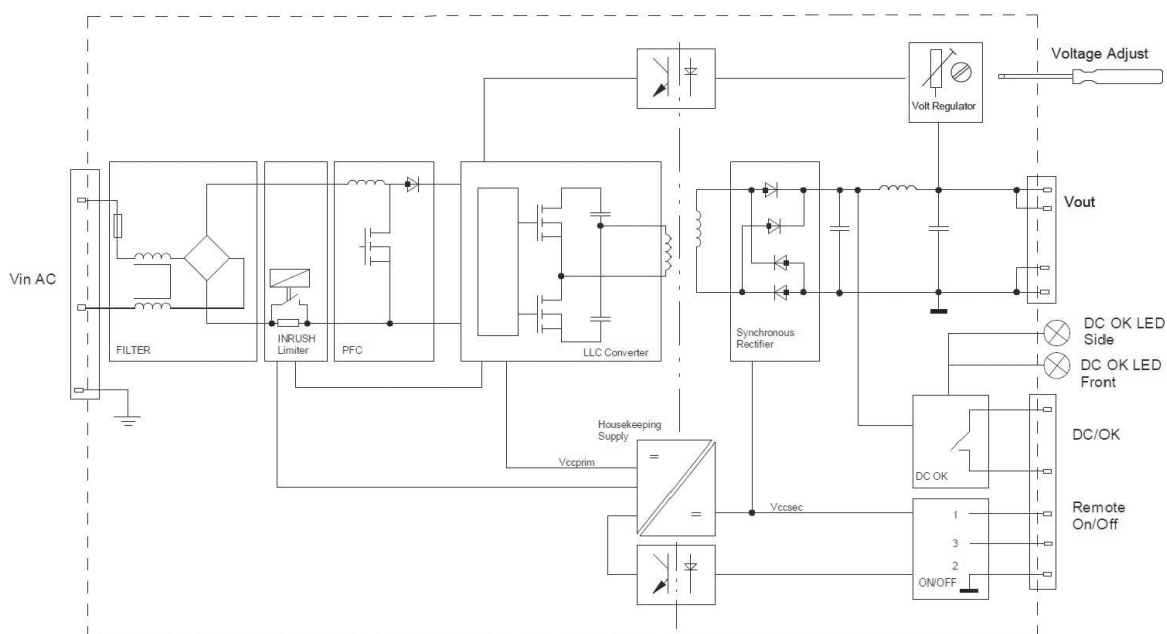 Voltage Adjust
Volt Regulator
Vout
Vin AC
FILTER
INRUSH
Limiter
PFC
LLC Converter
Synchronous
Rectifier
DC OK LED
Side
DC OK LED
Front
Housekeeping
Supply
Vccprim
=
=
Vccsec
DC OK
DC/OK
Remote
On/Off
1
3
2
ON/OFF